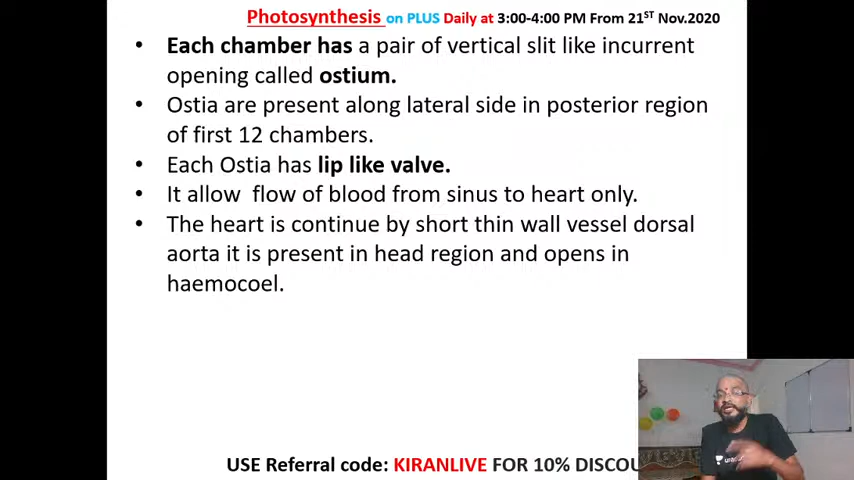 Photosynthesis on PLUS Daily at 3:00-4:00 PM From 21ST Nov.2020
• Each chamber has a pair of vertical slit like incurrent
opening called ostium.
• Ostia are present along lateral side in posterior region
of first 12 chambers.
• Each Ostia has lip like valve.
• It allow flow of blood from sinus to heart only.
• The heart is continue by short thin wall vessel dorsal
aorta it is present in head region and opens in
haemocoel.
USE Referral code: KIRANLIVE FOR 10%